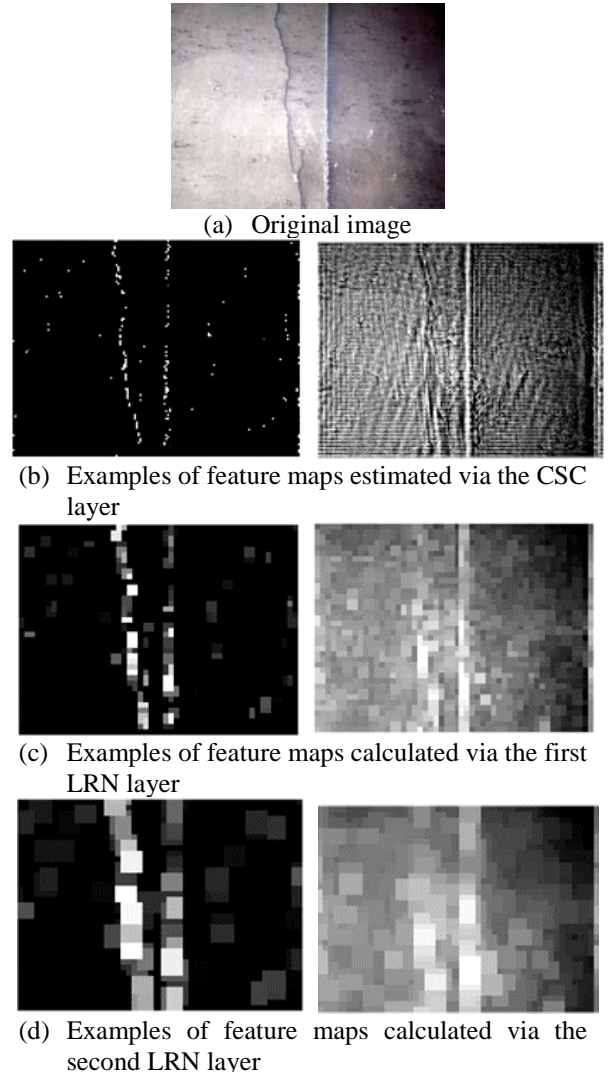 (a) Original image
(b) Examples of feature maps estimated via the CSC
layer
(c) Examples of feature maps calculated via the first
LRN layer
(d) Examples of feature maps calculated via the
second LRN layer